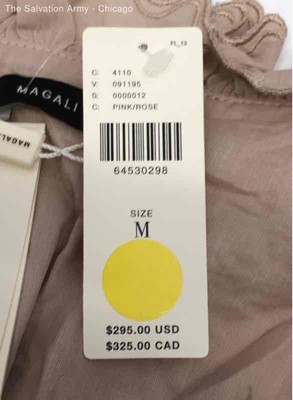 The Salvation Army - Chicago
C: 4110
V: 091195
S: 0000012
C: PINK/ROSE
MAGALI
MAGALI
64530298
SIZE
M
$295.00 USD
$325.00 CAD